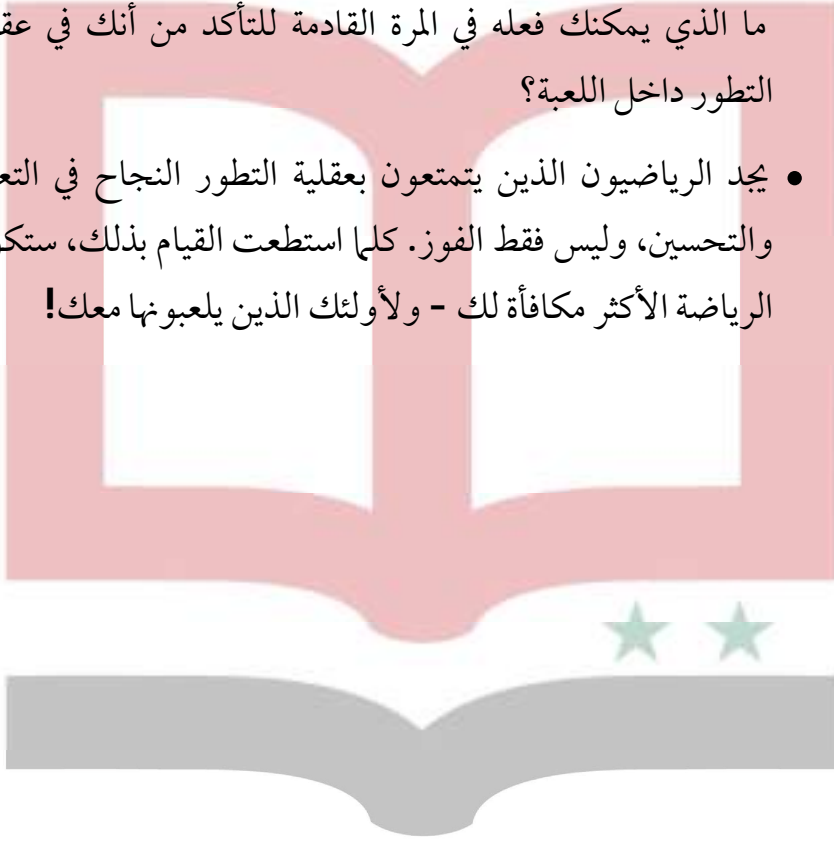 ما الذي يمكنك فعله في المرة القادمة للتأكد من أنك في
التطور داخل اللعبة؟
• يجد الرياضيون الذين يتمتعون بعقلية التطور النجاح في
والتحسين، وليس فقط الفوز. كلما استطعت القيام بذلك،
الرياضة الأكثر مكافأة لك - ولأولئك الذين يلعبونها معك!